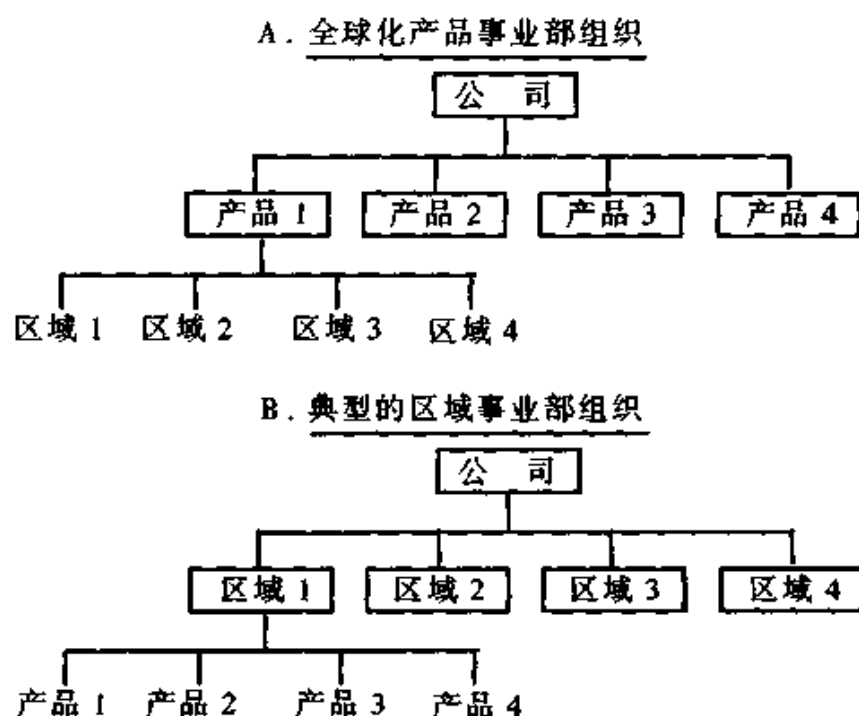 A. 全球化产品事业部组织
公 司
产品 1 产品 2 产品 3 产品 4
区域 1 区域 2 区域 3 区域 4
B. 典型的区域事业部组织
公 司
区域 1 区域 2 区域 3 区域 4
产品 1 产品 2 产品 3 产品 4